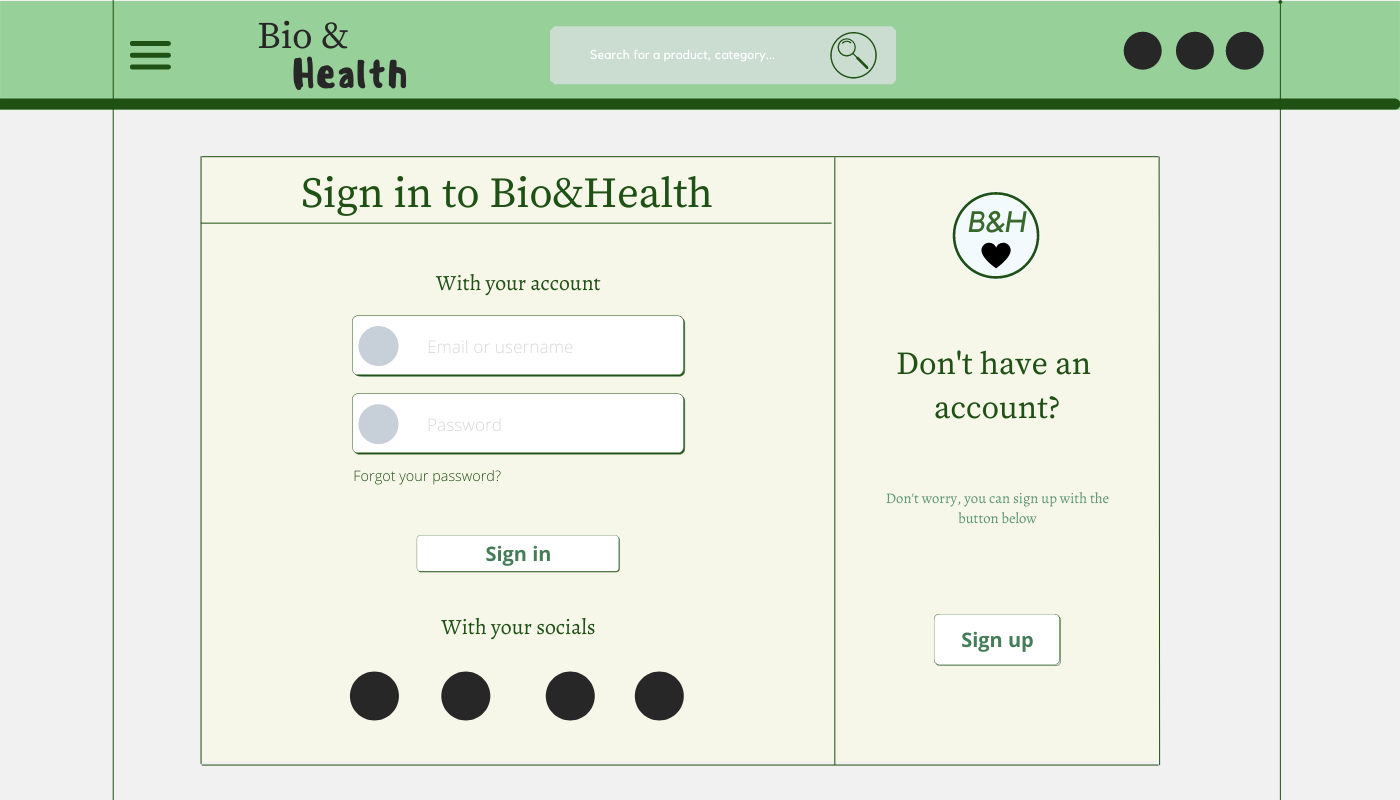 Bio &
Health
Search for a product, category...
Sign in to Bio&Health
With your account
Email or username
Password
Forgot your password?
Sign in
With your socials
B&H
Don't have an
account?
Don't worry, you can sign up with the
button below
Sign up